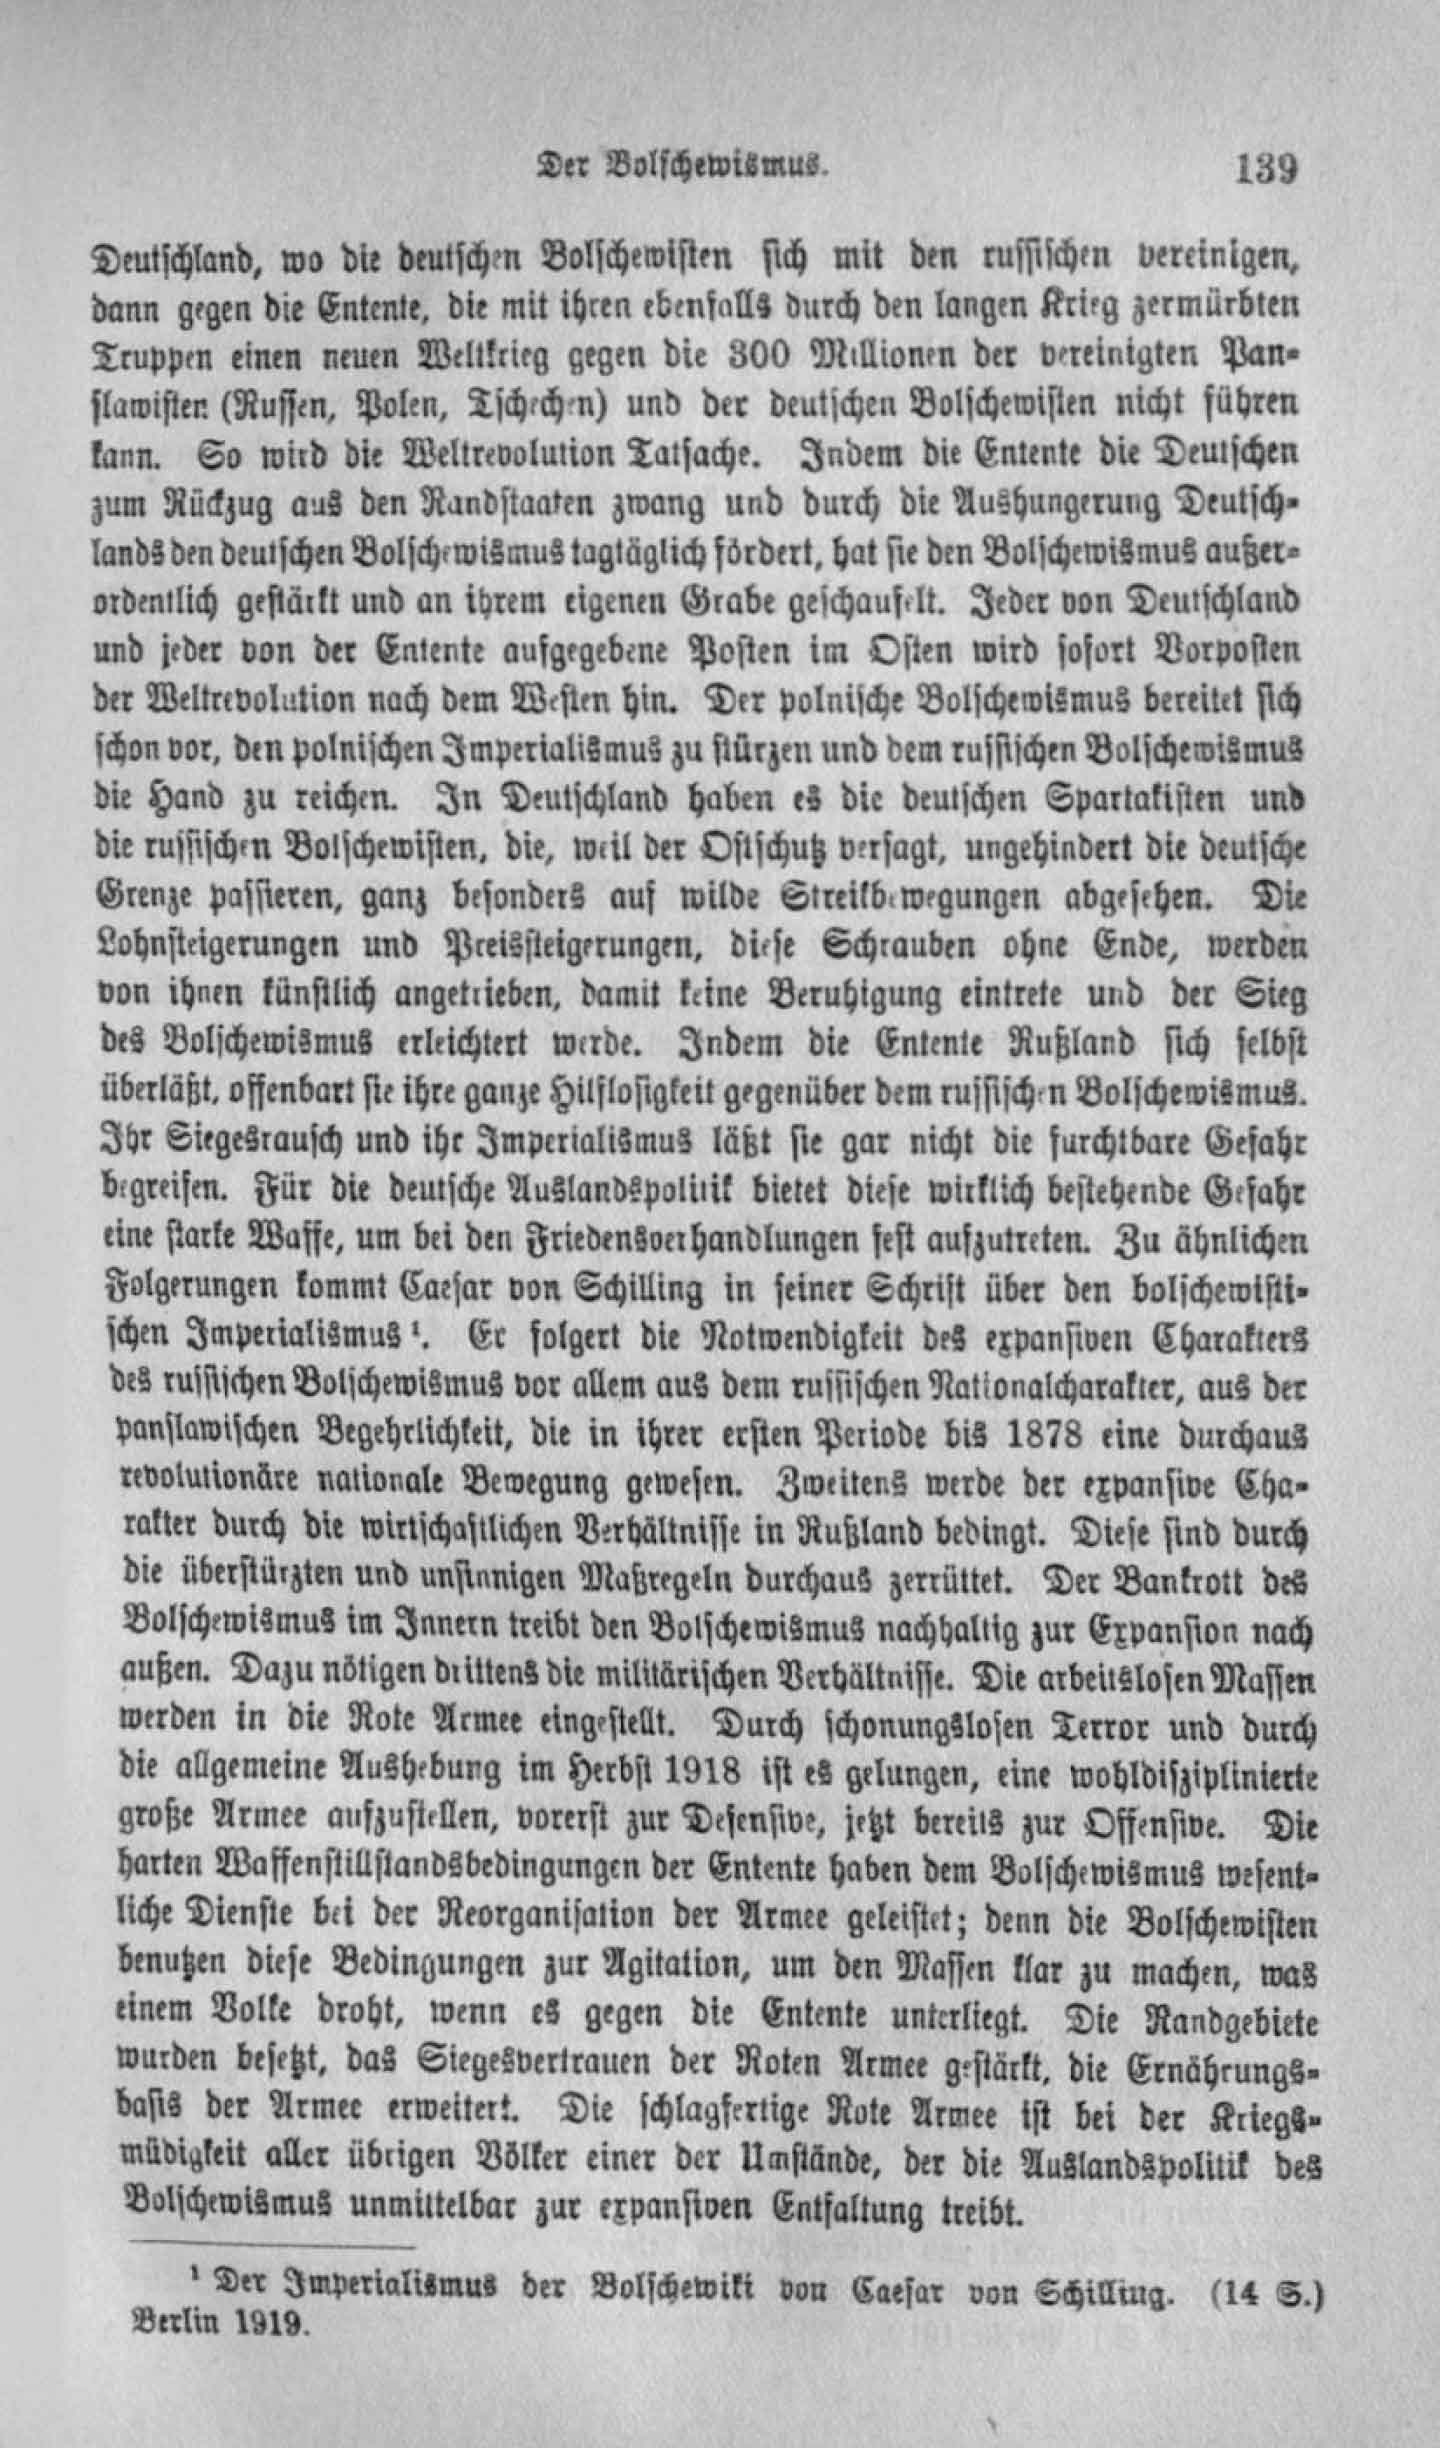 Der Bolschewismus. 139
Deutschland, wo die deutschen Bolschewisten sich mit den russischen vereinigen,
dann gegen die Entente, die mit ihren ebenfalls durch den langen Krieg zermürbten
Truppen einen neuen Weltkrieg gegen die 300 Millionen der vereinigten Pan-
slawisten (Russen, Polen, Tschechen) und der deutschen Bolschewisten nicht führen
kann. So wird die Weltrevolution Tatsache. Indem die Entente die Deutschen
zum Rückzug aus den Randstaaten zwang und durch die Aushungerung Deutsch-
lands den deutschen Bolschewismus tagtäglich fördert, hat sie den Bolschewismus außer-
ordentlich gestärkt und an ihrem eigenen Grabe geschaufelt. Jeder von Deutschland
und jeder von der Entente aufgegebene Posten im Osten wird sofort Vorposten
der Weltrevolution nach dem Westen hin. Der polnische Bolschewismus bereitet sich
schon vor, den polnischen Imperialismus zu stürzen und dem russischen Bolschewismus
die Hand zu reichen. In Deutschland haben es die deutschen Spartakisten und
die russischen Bolschewisten, die, weil der Ostschutz versagt, ungehindert die deutsche
Grenze passieren, ganz besonders auf wilde Streikbewegungen abgesehen. Die
Lohnsteigerungen und Preissteigerungen, diese Schrauben ohne Ende, werden
von ihnen künstlich angetrieben, damit keine Beruhigung eintrete und der Sieg
des Bolschewismus erleichtert werde. Indem die Entente Rußland sich selbst
überläßt, offenbart sie ihre ganze Hilflosigkeit gegenüber dem russischen Bolschewismus.
Ihr Siegesrausch und ihr Imperialismus läßt sie gar nicht die furchtbare Gefahr
begreifen. Für die deutsche Auslandspolitik bietet diese wirklich bestehende Gefahr
eine starke Waffe, um bei den Friedensverhandlungen fest aufzutreten. Zu ähnlichen
Folgerungen kommt Caesar von Schilling in seiner Schrift über den bolschewisti-
schen Imperialismus¹. Er folgert die Notwendigkeit des expansiven Charakters
des russischen Bolschewismus vor allem aus dem russischen Nationalcharakter, aus der
panslawischen Begehrlichkeit, die in ihrer ersten Periode bis 1878 eine durchaus
revolutionäre nationale Bewegung gewesen. Zweitens werde der expansive Cha-
rakter durch die wirtschaftlichen Verhältnisse in Rußland bedingt. Diese sind durch
die überstürzten und unsinnigen Maßregeln durchaus zerrüttet. Der Bankrott des
Bolschewismus im Innern treibt den Bolschewismus nachhaltig zur Expansion nach
außen. Dazu nötigen drittens die militärischen Verhältnisse. Die arbeitslosen Massen
werden in die Rote Armee eingestellt. Durch schonungslosen Terror und durch
die allgemeine Aushebung im Herbst 1918 ist es gelungen, eine wohldisziplinierte
große Armee aufzustellen, vorerst zur Defensive, jetzt bereits zur Offensive. Die
harten Waffenstillstandsbedingungen der Entente haben dem Bolschewismus wesent-
liche Dienste bei der Reorganisation der Armee geleistet; denn die Bolschewisten
benutzen diese Bedingungen zur Agitation, um den Massen klar zu machen, was
einem Volke droht, wenn es gegen die Entente unterliegt. Die Randgebiete
wurden besetzt, das Siegesvertrauen der Roten Armee gestärkt, die Ernährungs-
basis der Armee erweitert. Die schlagfertige Rote Armee ist bei der Kriegs-
müdigkeit aller übrigen Völker einer der Umstände, der die Auslandspolitik des
Bolschewismus unmittelbar zur expansiven Entfaltung treibt.
¹ Der Imperialismus der Bolschewiki von Caesar von Schilling. (14 S.)
Berlin 1919.